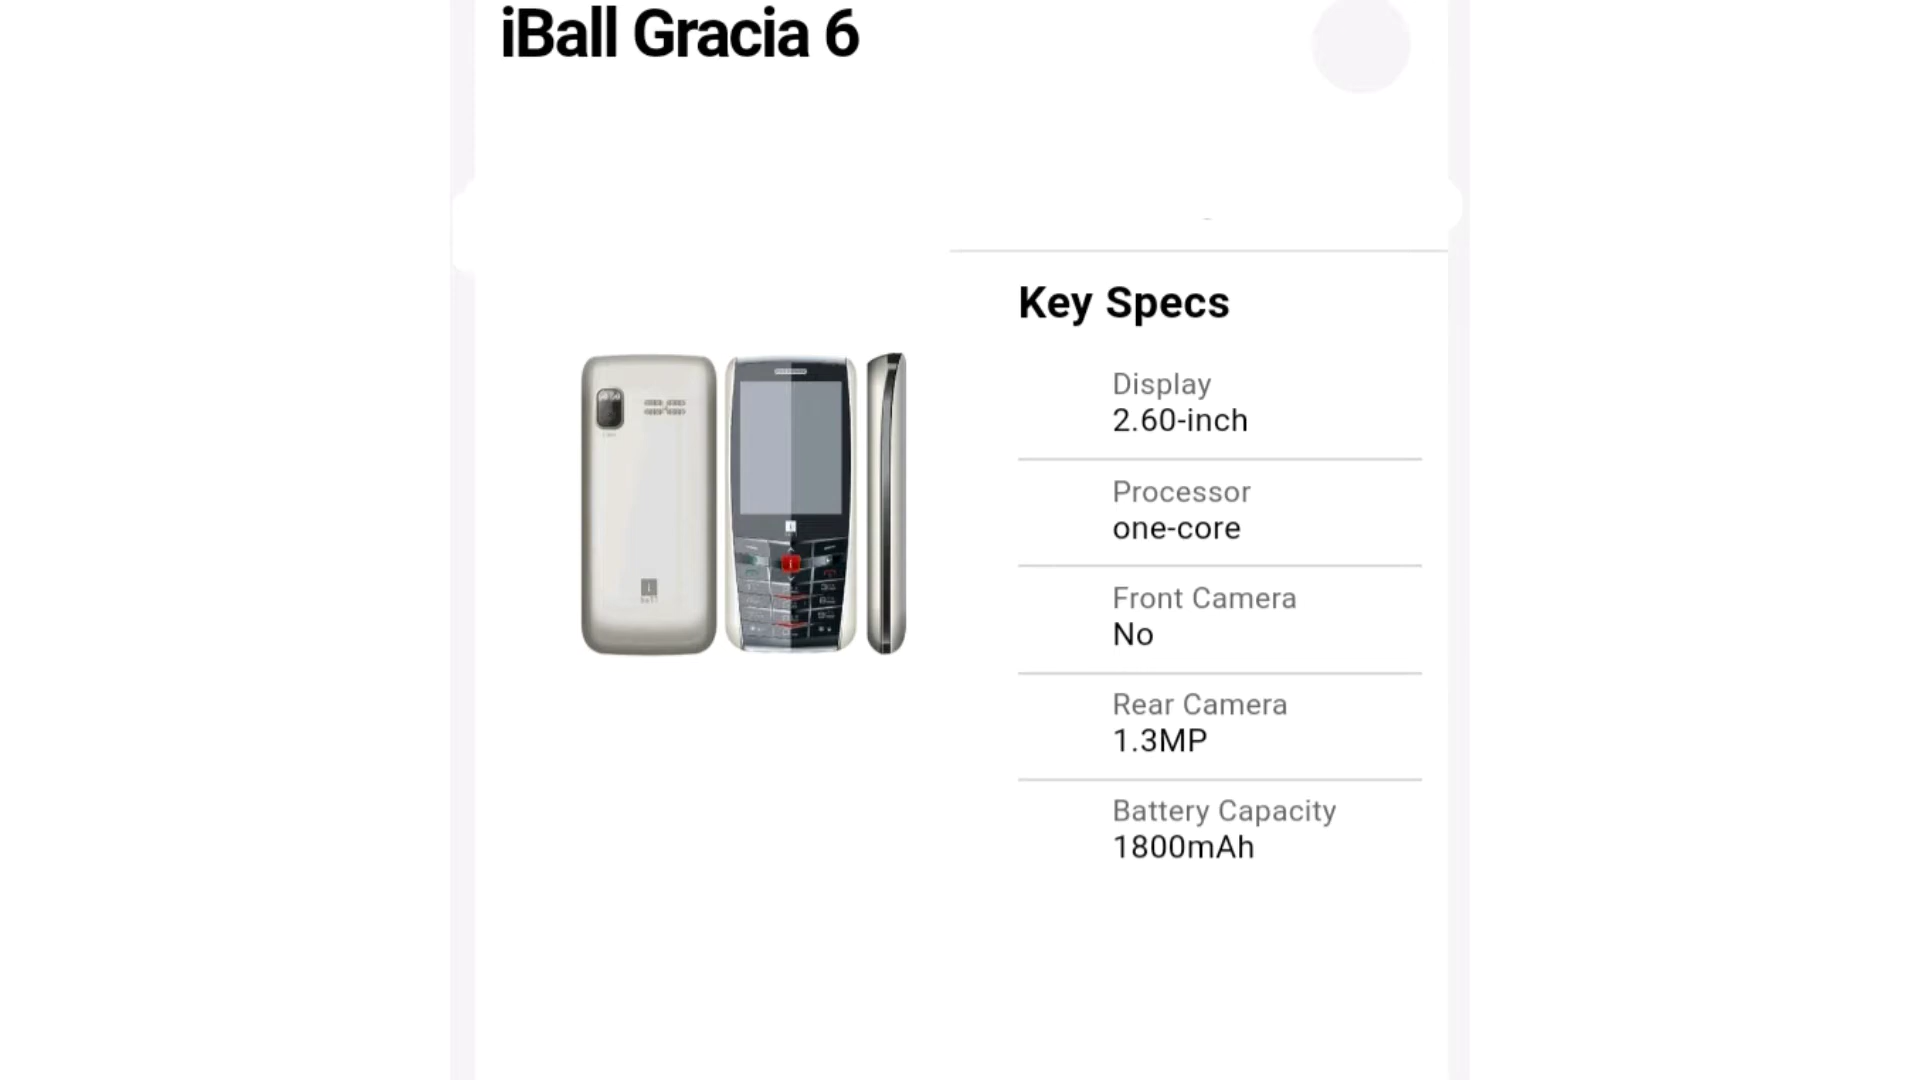 iBall Gracia 6
Key Specs
Display
2.60-inch
Processor
one-core
Front Camera
No
Rear Camera
1.3MP
Battery Capacity
1800mAh